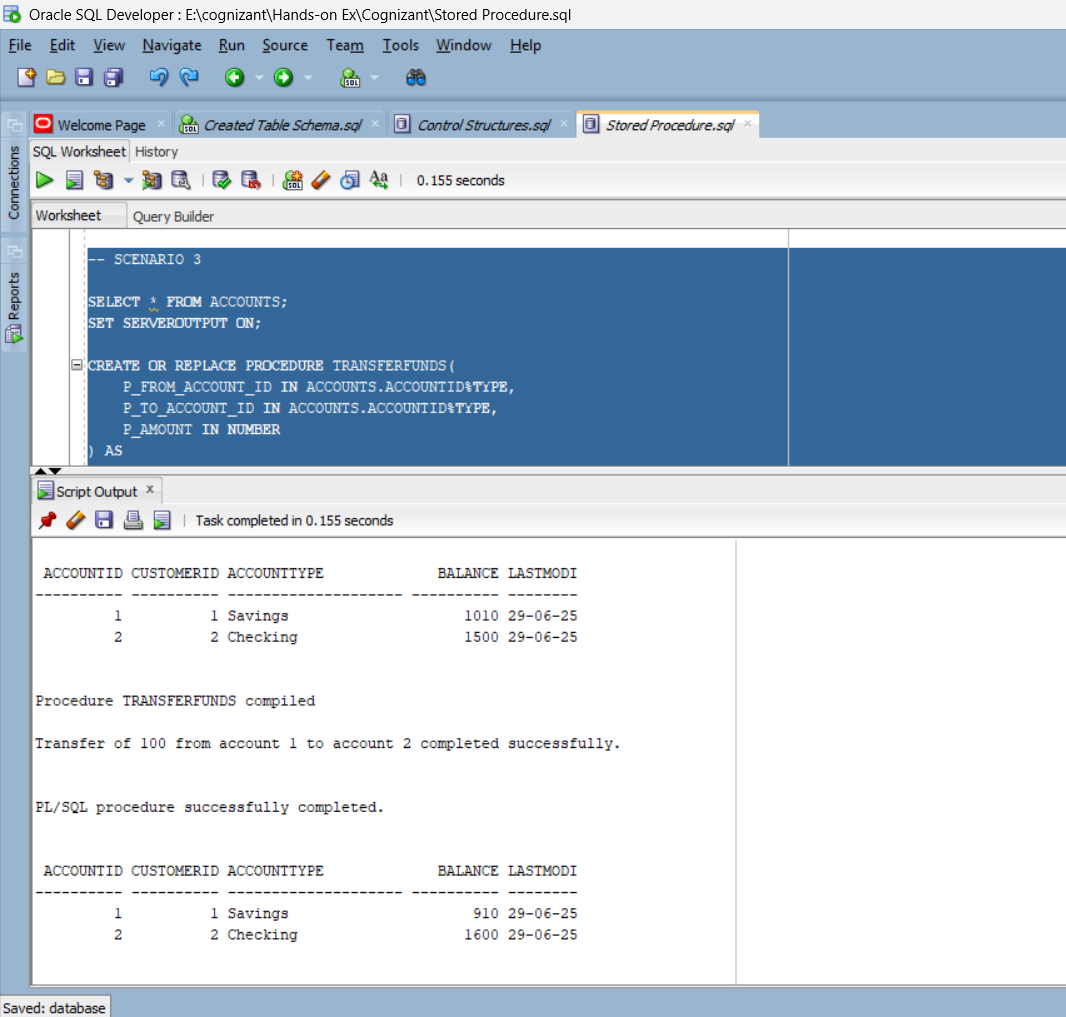 Oracle SQL Developer : E:\cognizant\Hands-on Ex\Cognizant\Stored Procedure.sql
File Edit View Navigate Run Source Team Tools Window Help
Welcome Page Created Table Schema.sql Control Structures.sql Stored Procedure.sql
Connections
Reports
SQL Worksheet History
0.155 seconds
Worksheet Query Builder
-- SCENARIO 3
SELECT * FROM ACCOUNTS;
SET SERVEROUTPUT ON;
CREATE OR REPLACE PROCEDURE TRANSFERFUNDS(
P_FROM_ACCOUNT_ID IN ACCOUNTS.ACCOUNTID%TYPE,
P_TO_ACCOUNT_ID IN ACCOUNTS.ACCOUNTID%TYPE,
P_AMOUNT IN NUMBER
) AS
Script Output
Task completed in 0.155 seconds
ACCOUNTID CUSTOMERID ACCOUNTTYPE BALANCE LASTMODI
---------- ---------- -------------------- ---------- --------
1 1 Savings 1010 29-06-25
2 2 Checking 1500 29-06-25
Procedure TRANSFERFUNDS compiled
Transfer of 100 from account 1 to account 2 completed successfully.
PL/SQL procedure successfully completed.
ACCOUNTID CUSTOMERID ACCOUNTTYPE BALANCE LASTMODI
---------- ---------- -------------------- ---------- --------
1 1 Savings 910 29-06-25
2 2 Checking 1600 29-06-25
Saved: database